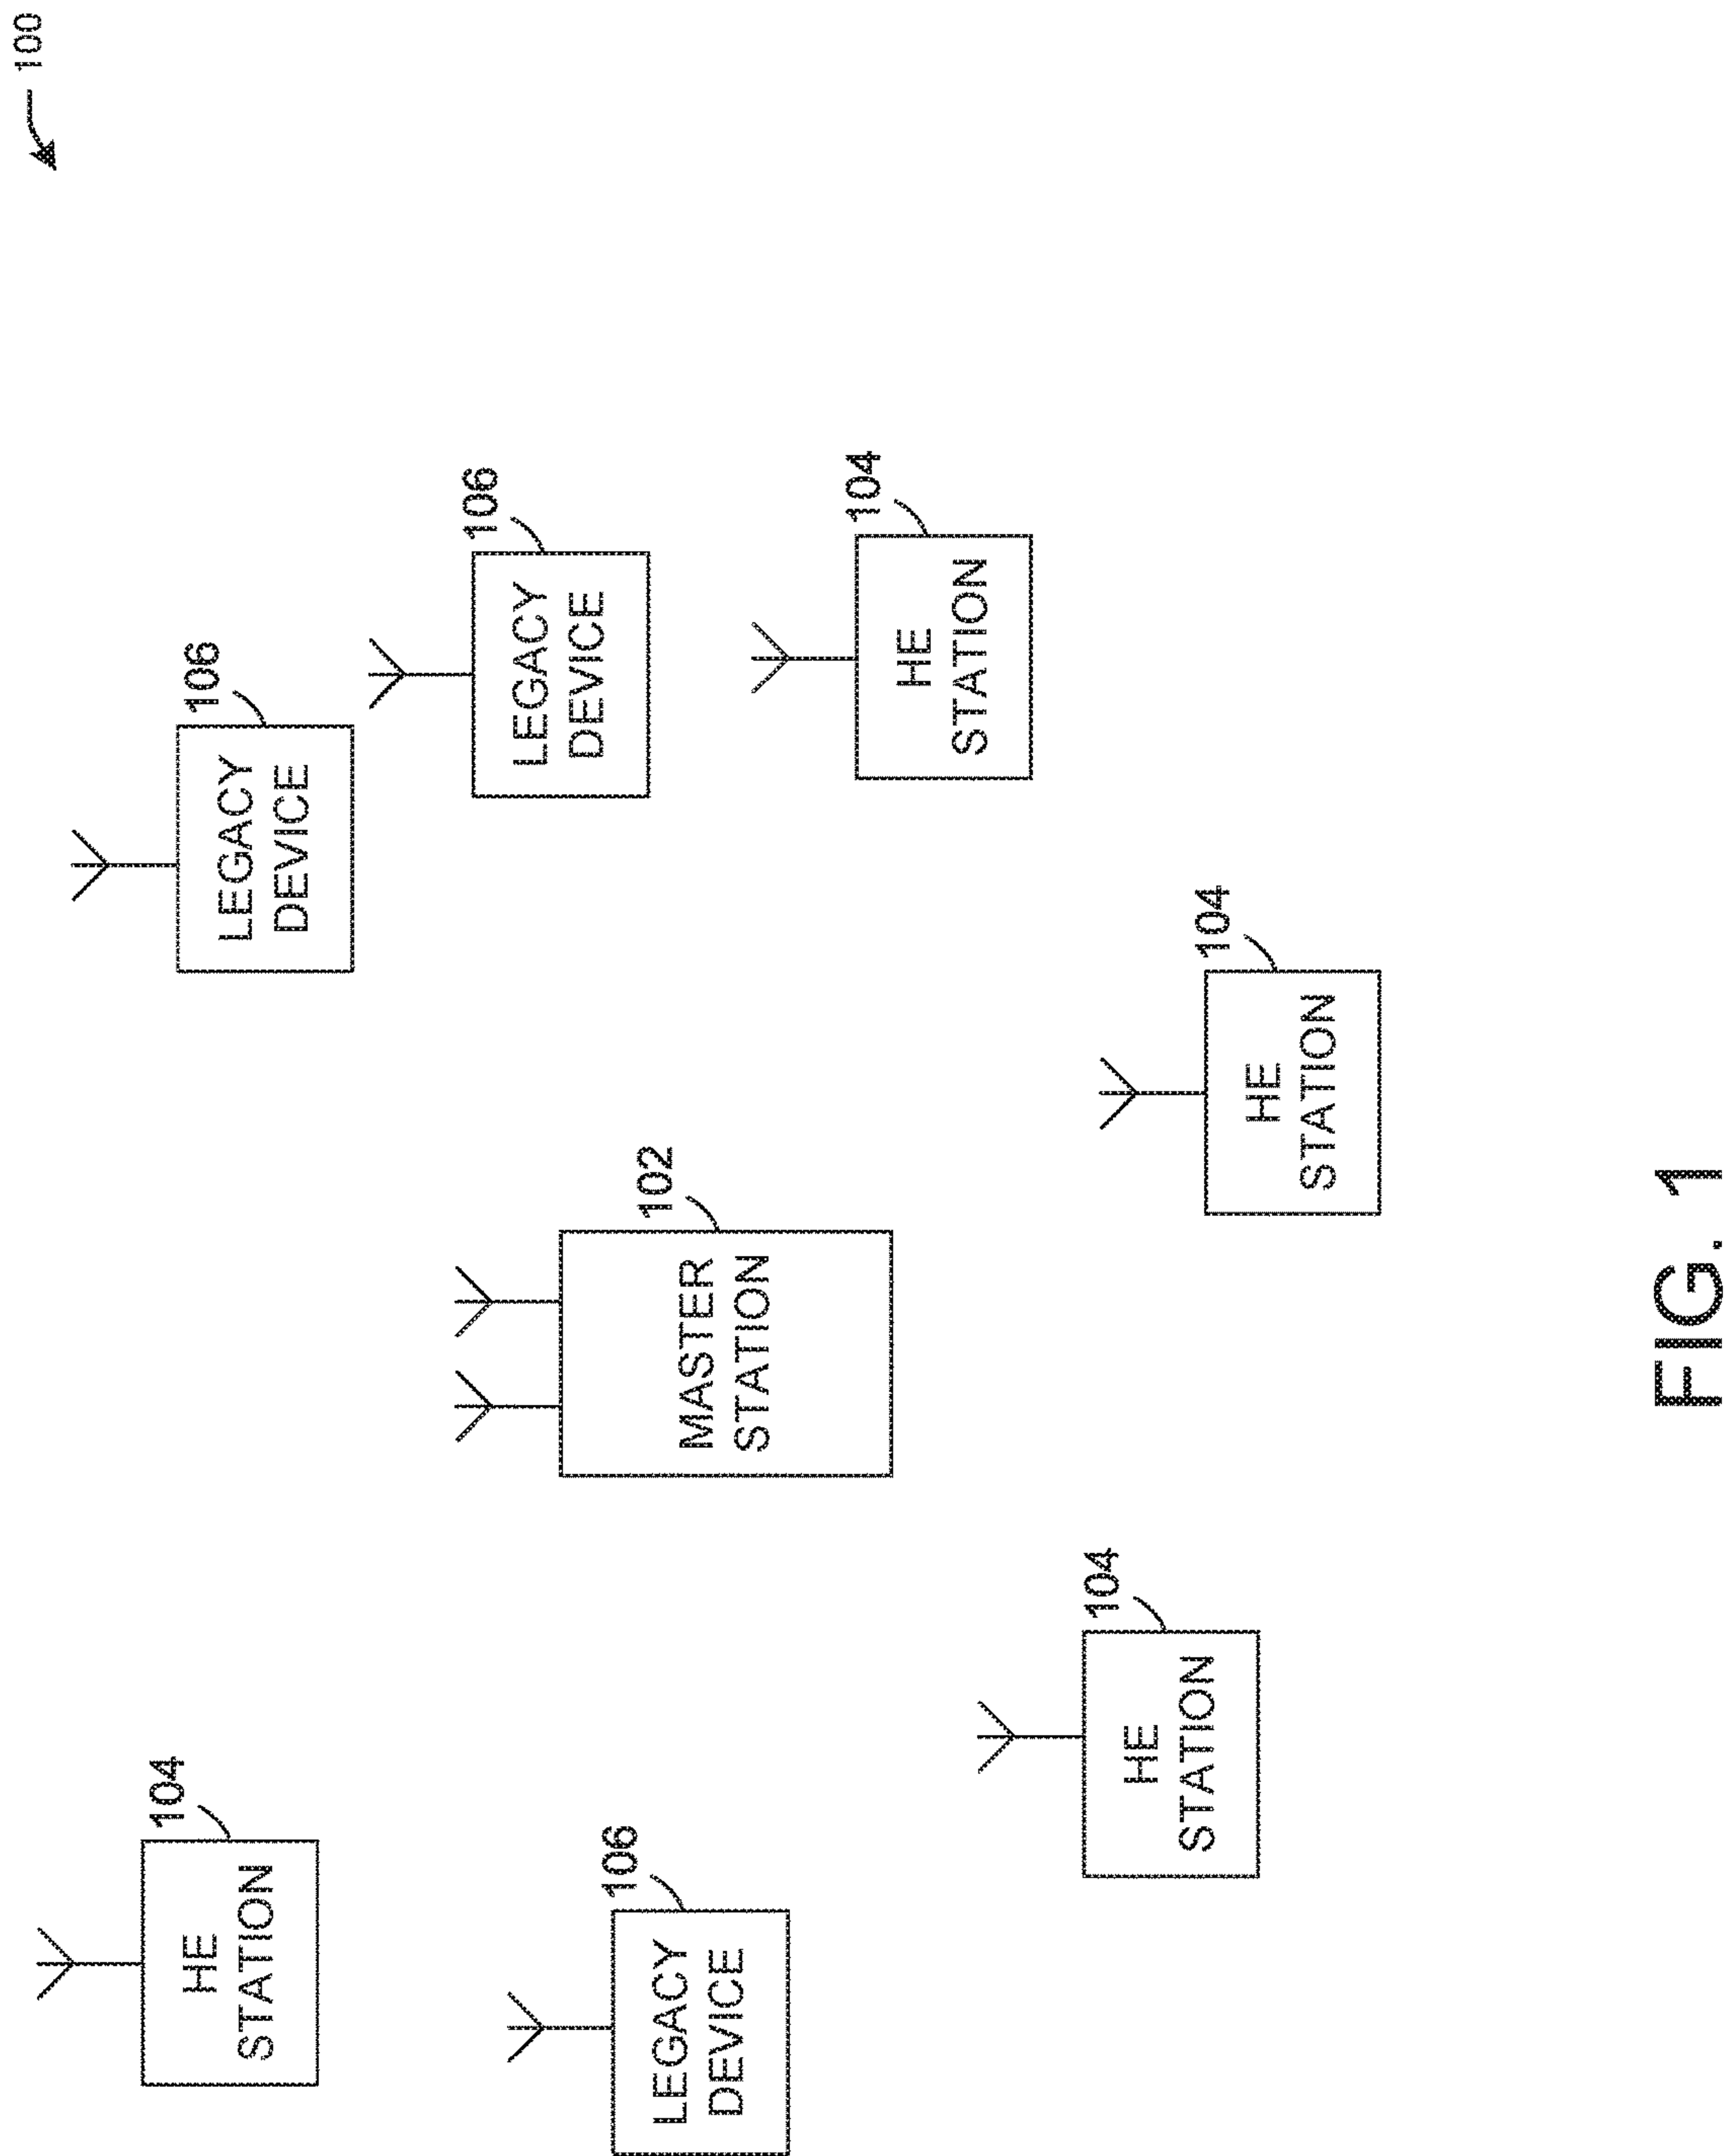 100
104
HE
STATION
106
LEGACY
DEVICE
106
LEGACY
DEVICE
106
LEGACY
DEVICE
102
MASTER
STATION
104
HE
STATION
104
HE
STATION
104
HE
STATION
FIG. 1